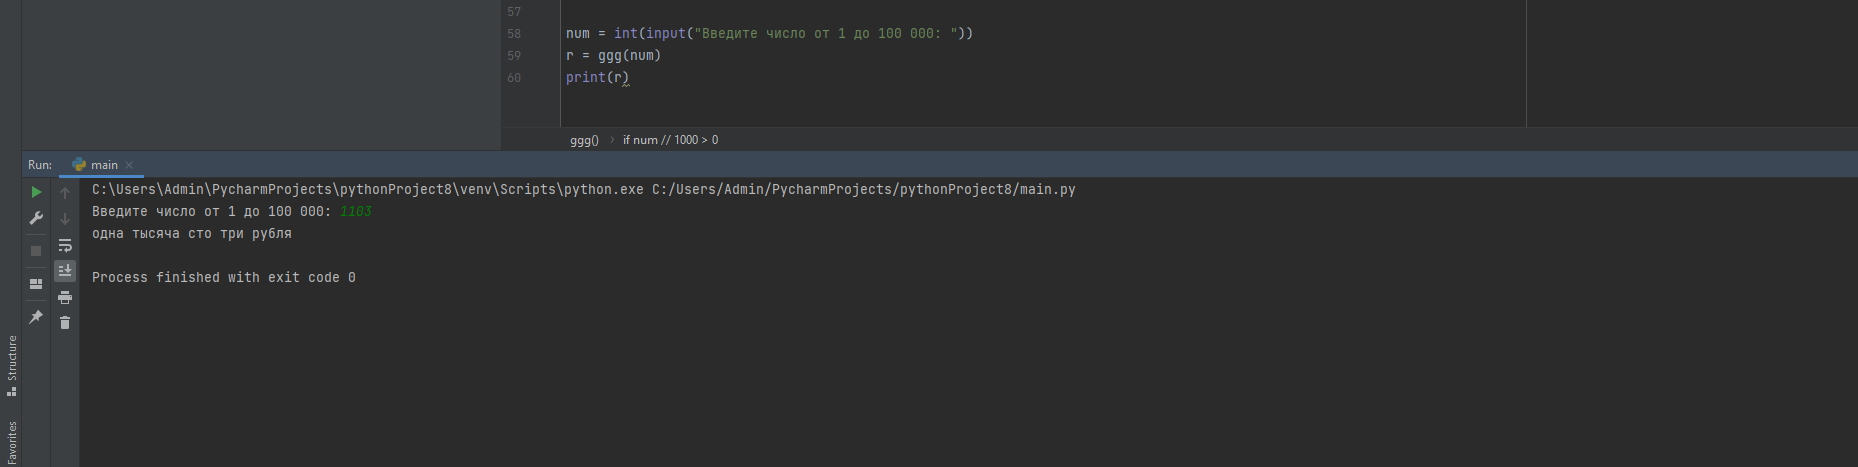 57
58 num = int(input("Введите число от 1 до 100 000: "))
59 r = ggg(num)
60 print(r)
ggg() › if num // 1000 > 0
Run: main ×
C:\Users\Admin\PycharmProjects\pythonProject8\venv\Scripts\python.exe C:/Users/Admin/PycharmProjects/pythonProject8/main.py
Введите число от 1 до 100 000: 1103
одна тысяча сто три рубля
Process finished with exit code 0
Structure
Favorites